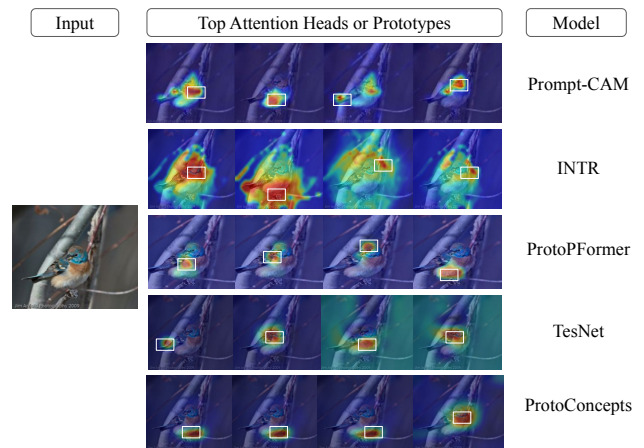 Input
Top Attention Heads or Prototypes
Model
Prompt-CAM
INTR
ProtoPFormer
TesNet
ProtoConcepts